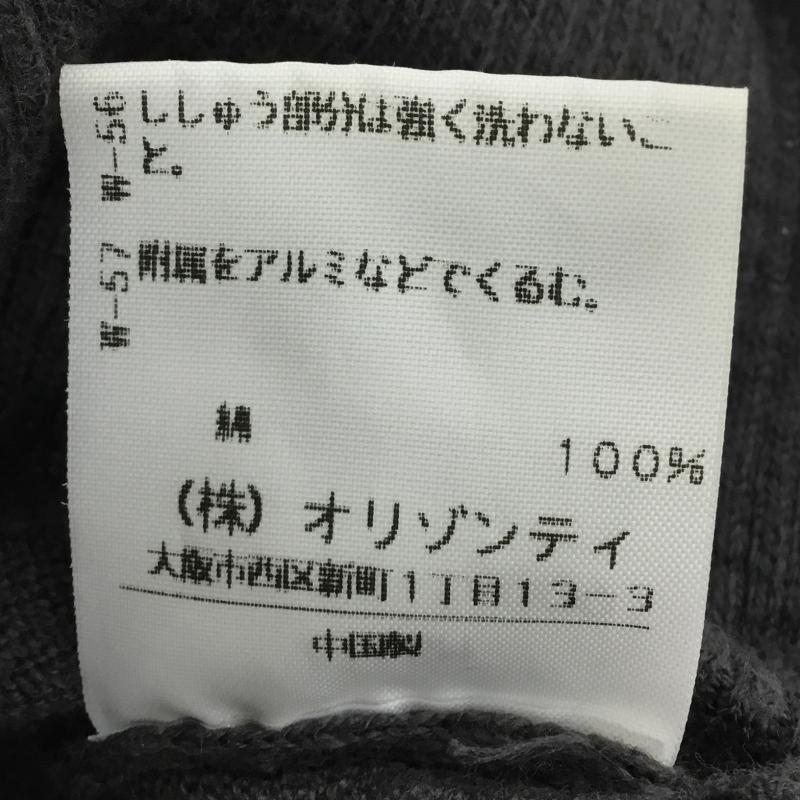 W-56 ししゅう部分は強く洗わないこ
と。
W-57 附属をアルミなどでくるむ。
綿 100%
(株) オリゾンティ
大阪市西区新町1丁目13-3
中国製